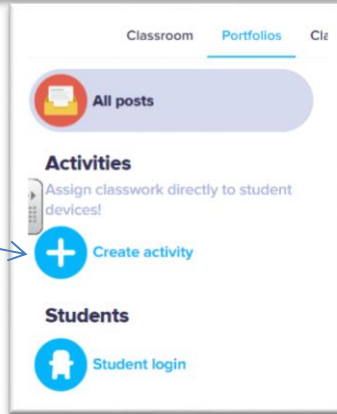 Classroom Portfolios
All posts
Activities
Assign classwork directly to student
devices!
Create activity
Students
Student login